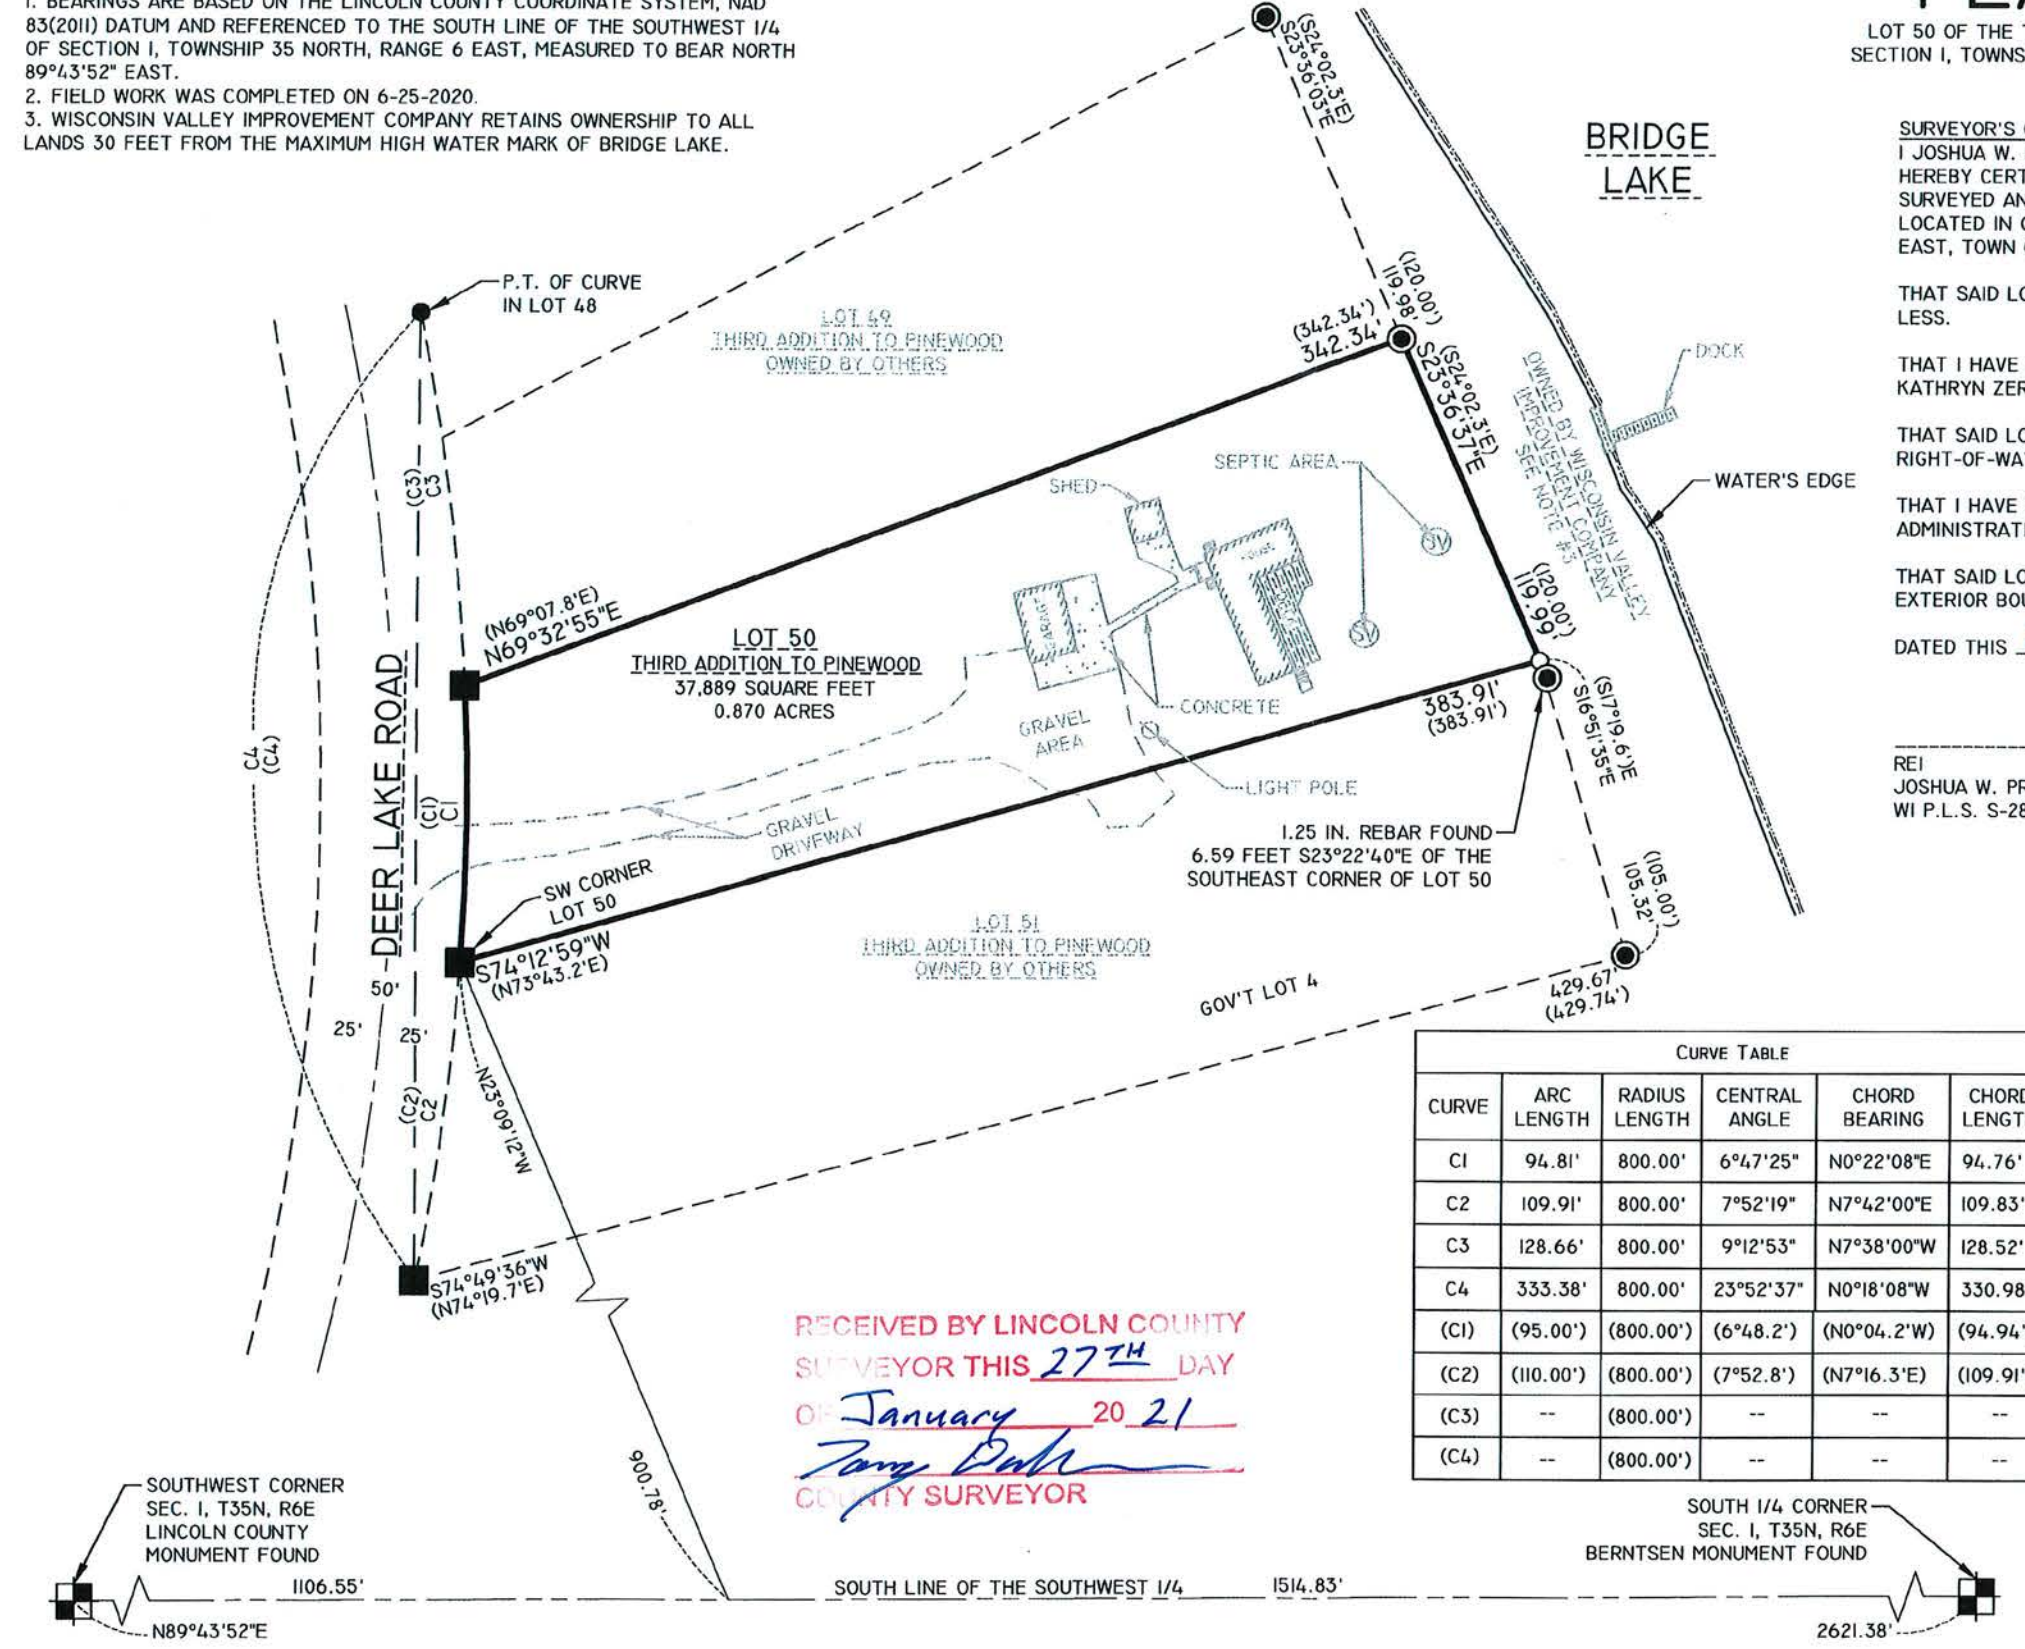 1. BEARINGS ARE BASED ON THE LINCOLN COUNTY COORDINATE SYSTEM, NAD
83(2011) DATUM AND REFERENCED TO THE SOUTH LINE OF THE SOUTHWEST 1/4
OF SECTION 1, TOWNSHIP 35 NORTH, RANGE 6 EAST, MEASURED TO BEAR NORTH
89°43'52" EAST.
2. FIELD WORK WAS COMPLETED ON 6-25-2020.
3. WISCONSIN VALLEY IMPROVEMENT COMPANY RETAINS OWNERSHIP TO ALL
LANDS 30 FEET FROM THE MAXIMUM HIGH WATER MARK OF BRIDGE LAKE.
(S24°02.3'E)
S23°36'03"E
BRIDGE
LAKE
LOT 50 OF THE
SECTION 1,
SURVEYOR'S
I JOSHUA W.
HEREBY
SURVEYED
LOCATED IN
EAST, TOWN
THAT SAID
LESS.
THAT I HAVE
KATHRYN
THAT SAID
THAT I HAVE
THAT SAID
EXTERIOR
DATED THIS
REI
JOSHUA W.
WI P.L.S.
P.T. OF CURVE
IN LOT 48
LOT 49
THIRD ADDITION TO PINEWOOD
OWNED BY OTHERS
(120.00')
119.98'
(342.34')
342.34'
(S24°02.3'E)
S23°36'37"E
OWNED BY WISCONSIN VALLEY
IMPROVEMENT COMPANY
SEE NOTE #3
DOCK
WATER'S EDGE
SEPTIC AREA
SHED
SV
SV
HOUSE
DECK
GARAGE
(C3)
C3
(N69°07.8'E)
N69°32'55"E
LOT 50
THIRD ADDITION TO PINEWOOD
37,889 SQUARE FEET
0.870 ACRES
(120.00')
119.99'
383.91'
(383.91')
(S17°19.6')E
S16°51'35"E
CONCRETE
GRAVEL
AREA
LIGHT POLE
GRAVEL
DRIVEWAY
C4
(C4)
DEER LAKE ROAD
(C1)
C1
1.25 IN. REBAR FOUND
6.59 FEET S23°22'40"E OF THE
SOUTHEAST CORNER OF LOT 50
SW CORNER
LOT 50
(105.00')
105.32'
S74°12'59"W
(N73°43.2'E)
LOT 51
THIRD ADDITION TO PINEWOOD
OWNED BY OTHERS
50'
25'
25'
GOV'T LOT 4
429.67'
(429.74')
(C2)
C2
N23°09'12"W
S74°49'36"W
(N74°19.7'E)
CURVE TABLE
CURVE ARC LENGTH RADIUS LENGTH CENTRAL ANGLE CHORD BEARING CHORD
C1 94.81' 800.00' 6°47'25" N0°22'08"E 94.76'
C2 109.91' 800.00' 7°52'19" N7°42'00"E 109.83'
C3 128.66' 800.00' 9°12'53" N7°38'00"W 128.52'
C4 333.38' 800.00' 23°52'37" N0°18'08"W 330.98
(C1) (95.00') (800.00') (6°48.2') (N0°04.2'W) (94.94'
(C2) (110.00') (800.00') (7°52.8') (N7°16.3'E) (109.91'
(C3) -- (800.00') -- -- --
(C4) -- (800.00') -- -- --
RECEIVED BY LINCOLN COUNTY
SURVEYOR THIS 27TH DAY
OF January 20 21
COUNTY SURVEYOR
900.78'
SOUTHWEST CORNER
SEC. 1, T35N, R6E
LINCOLN COUNTY
MONUMENT FOUND
SOUTH 1/4 CORNER
SEC. 1, T35N, R6E
BERNTSEN MONUMENT FOUND
1106.55'
SOUTH LINE OF THE SOUTHWEST 1/4
1514.83'
N89°43'52"E
2621.38'